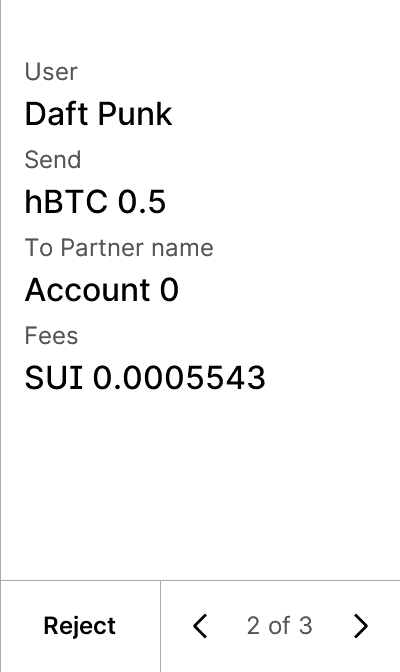 User
Daft Punk
Send
hBTC 0.5
To Partner name
Account 0
Fees
SUI 0.0005543
Reject
2 of 3